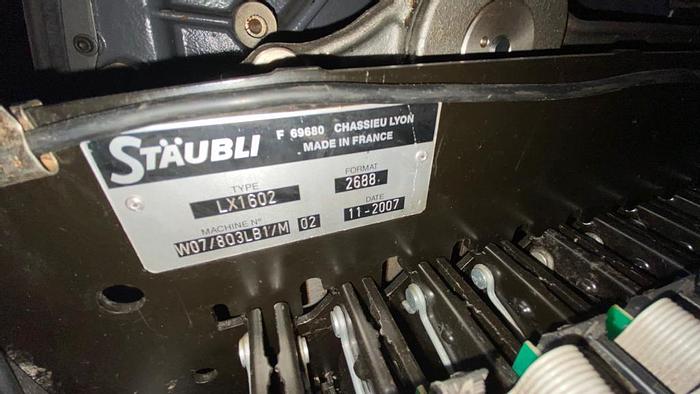 STÄUBLI
F 69680 CHASSIEU LYON
MADE IN FRANCE
TYPE
LX1602
FORMAT
2688.
MACHINE N°
W07/803LB1/M 02
DATE
11-2007